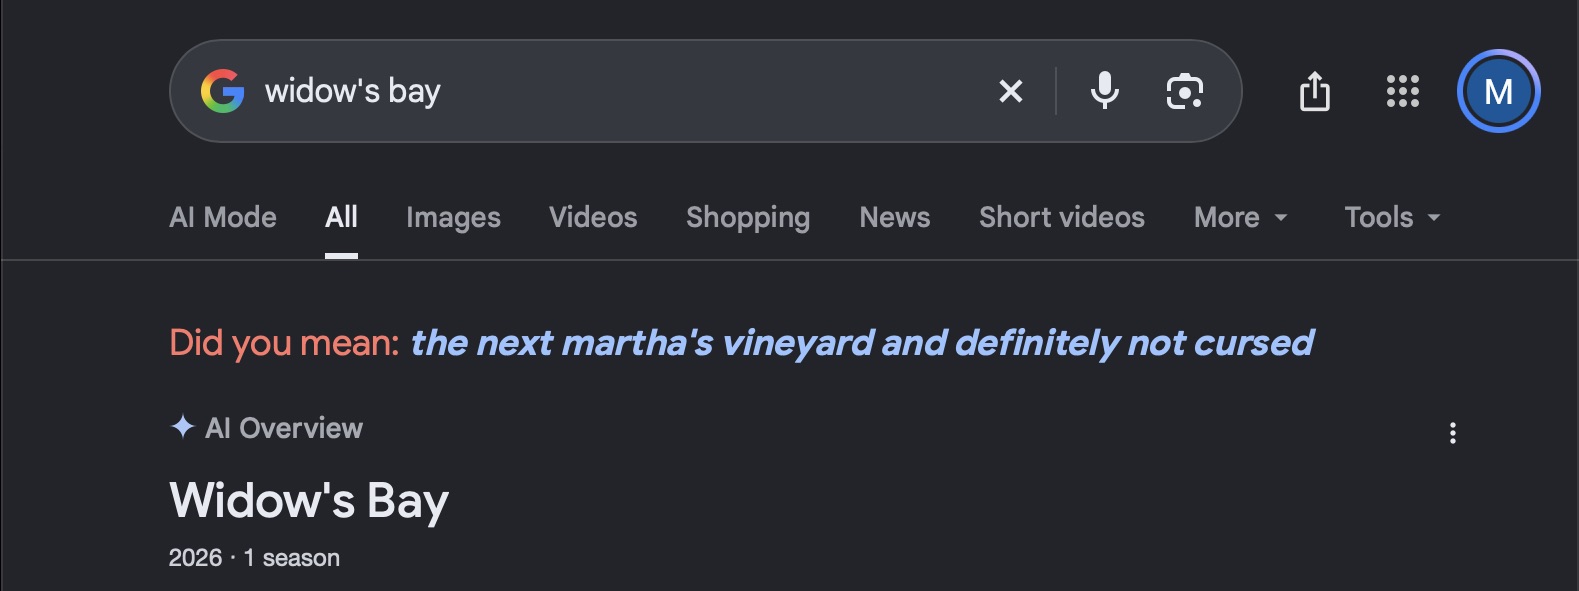 widow's bay
M
AI Mode All Images Videos Shopping News Short videos More Tools
Did you mean: the next martha's vineyard and definitely not cursed
AI Overview
Widow's Bay
2026 · 1 season